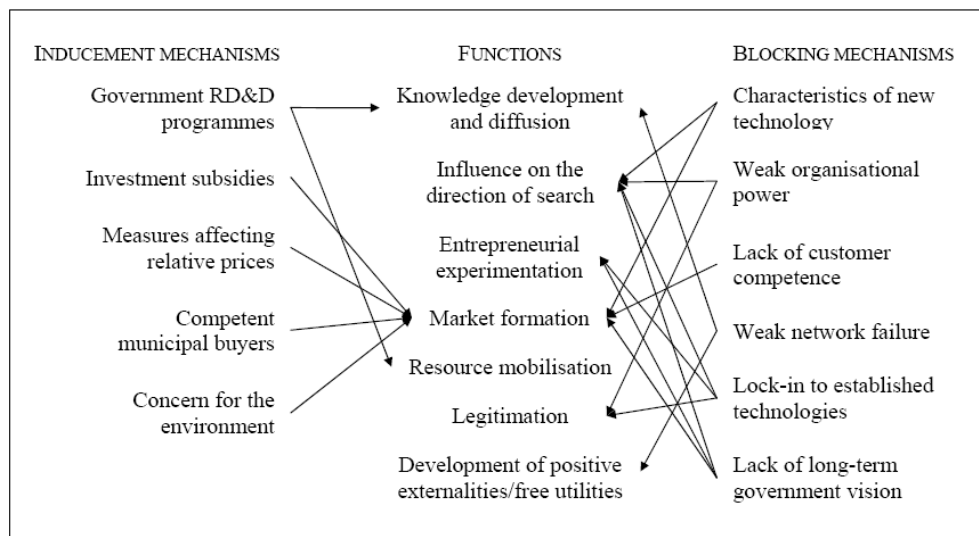 INDUCEMENT MECHANISMS
Government RD&D
programmes
Investment subsidies
Measures affecting
relative prices
Competent
municipal buyers
Concern for the
environment
FUNCTIONS
Knowledge development
and diffusion
Influence on the
direction of search
Entrepreneurial
experimentation
Market formation
Resource mobilisation
Legitimation
Development of positive
externalities/free utilities
BLOCKING MECHANISMS
Characteristics of new
technology
Weak organisational
power
Lack of customer
competence
Weak network failure
Lock-in to established
technologies
Lack of long-term
government vision